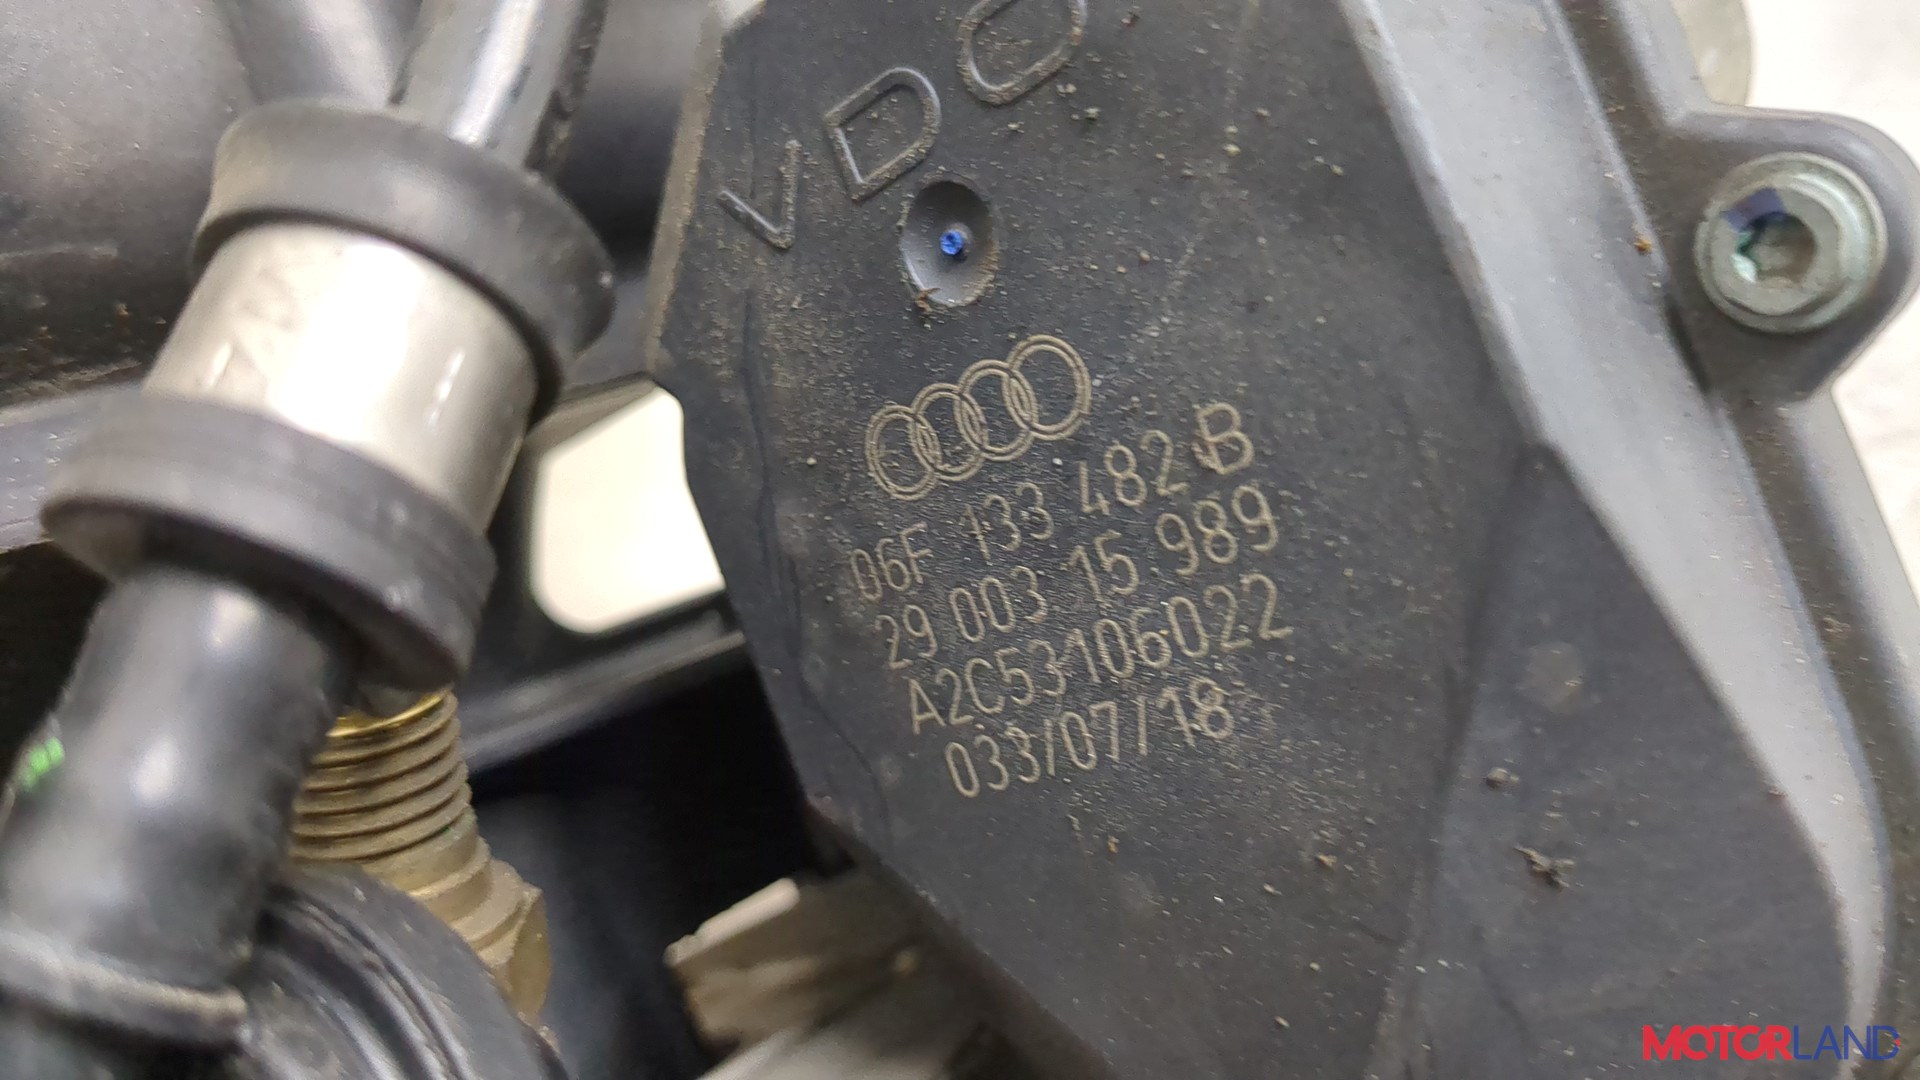 VDO
06F 133 482 B
29 003 15 989
A2C53106022
033/07/18
MOTORLAND